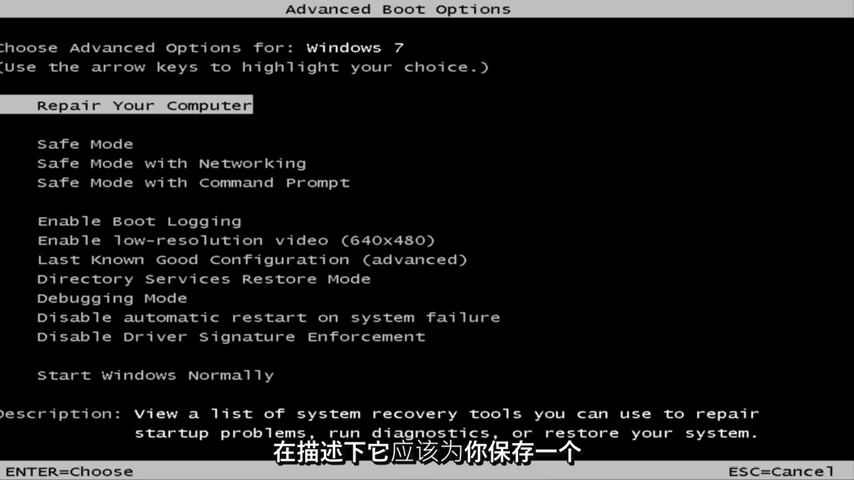 Advanced Boot Options
Choose Advanced Options for: Windows 7
(Use the arrow keys to highlight your choice.)
Repair Your Computer
Safe Mode
Safe Mode with Networking
Safe Mode with Command Prompt
Enable Boot Logging
Enable low-resolution video (640x480)
Last Known Good Configuration (advanced)
Directory Services Restore Mode
Debugging Mode
Disable automatic restart on system failure
Disable Driver Signature Enforcement
Start Windows Normally
Description: View a list of system recovery tools you can use to repair
startup problems, run diagnostics, or restore your system.
在描述下它应该为你保存一个
ENTER=Choose ESC=Cancel